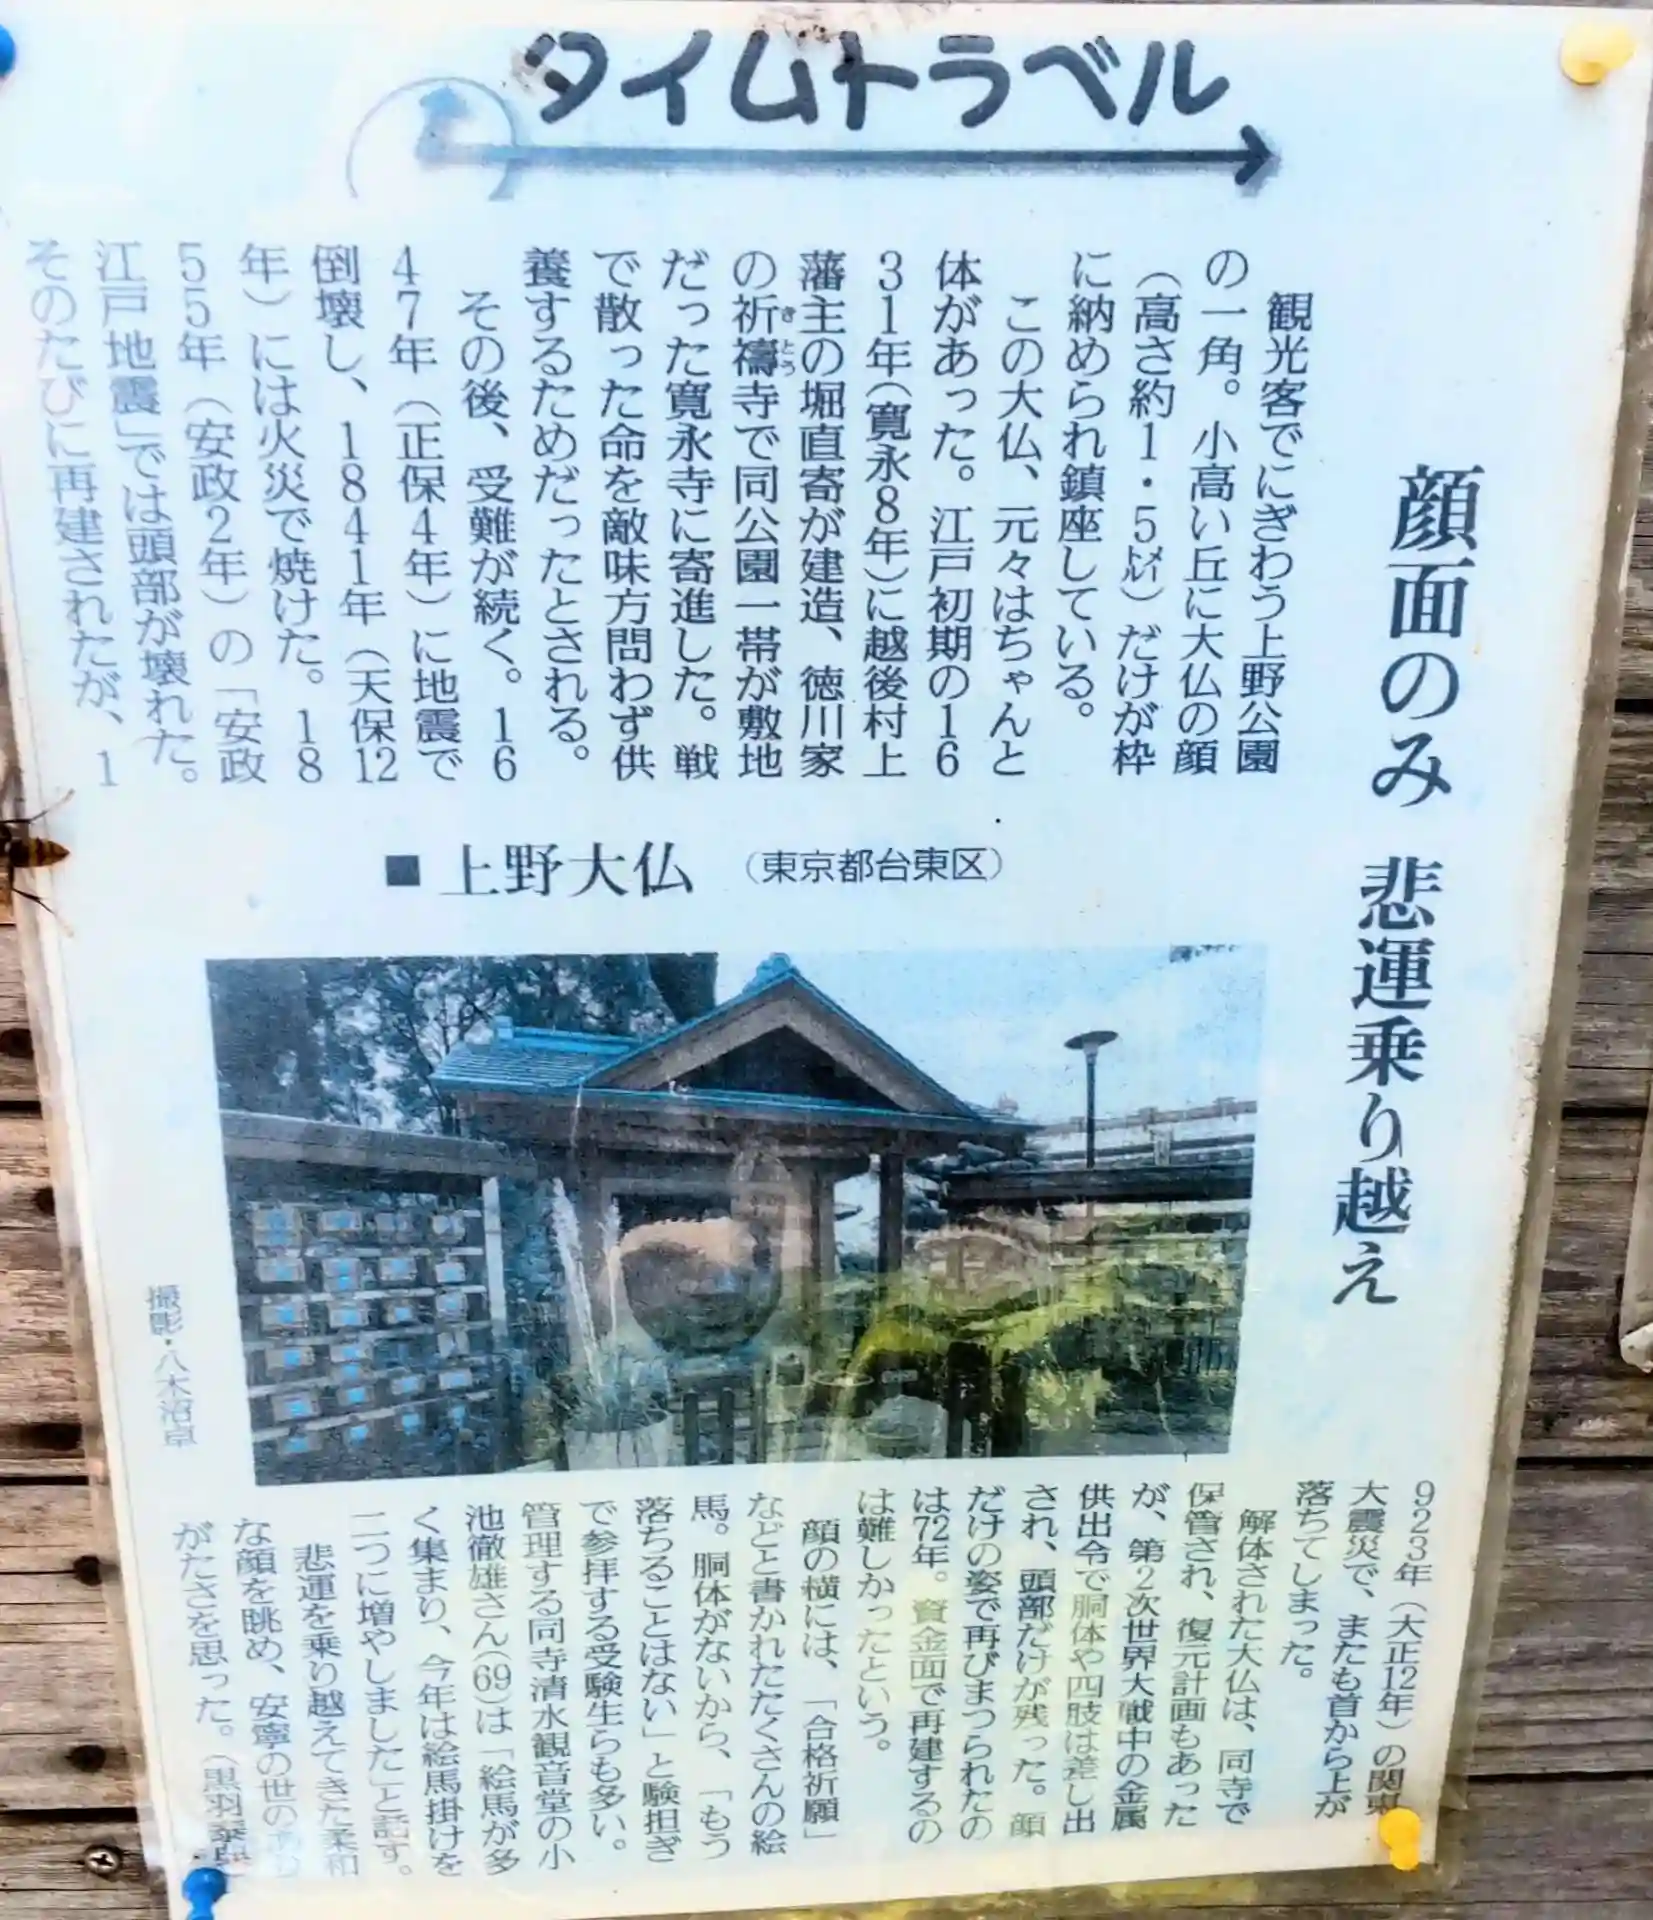 タイムトラベル
顔面のみ 悲運乗り越え
観光客でにぎわう上野公園
の一角。小高い丘に大仏の顔
（高さ約1・5㍍）だけが枠
に納められ鎮座している。
この大仏、元々はちゃんと
体があった。江戸初期の16
31年（寛永8年）に越後村上
藩主の堀直寄が建造、徳川家
の祈禱寺で同公園一帯が敷地
きとう
だった寛永寺に寄進した。戦
で散った命を敵味方問わず供
養するためだったとされる。
その後、受難が続く。16
47年（正保4年）に地震で
倒壊し、1841年（天保12
年）には火災で焼けた。18
55年（安政2年）の「安政
江戸地震」では頭部が壊れた。
そのたびに再建されたが、1
■上野大仏（東京都台東区）
撮影・八木沼卓
923年（大正12年）の関東
大震災で、またも首から上が
落ちてしまった。
解体された大仏は、同寺で
保管され、復元計画もあった
が、第2次世界大戦中の金属
供出令で胴体や四肢は差し出
され、頭部だけが残った。顔
だけの姿で再びまつられたの
は72年。資金面で再建するの
は難しかったという。
顔の横には、「合格祈願」
などと書かれたたくさんの絵
馬。胴体がないから、「もう
落ちることはない」と験担ぎ
で参拝する受験生らも多い。
管理する同寺清水観音堂の小
池徹雄さん(69)は「絵馬が多
く集まり、今年は絵馬掛けを
二つに増やしました」と話す。
悲運を乗り越えてきた柔和
な顔を眺め、安寧の世のあり
がたさを思った。（黒羽